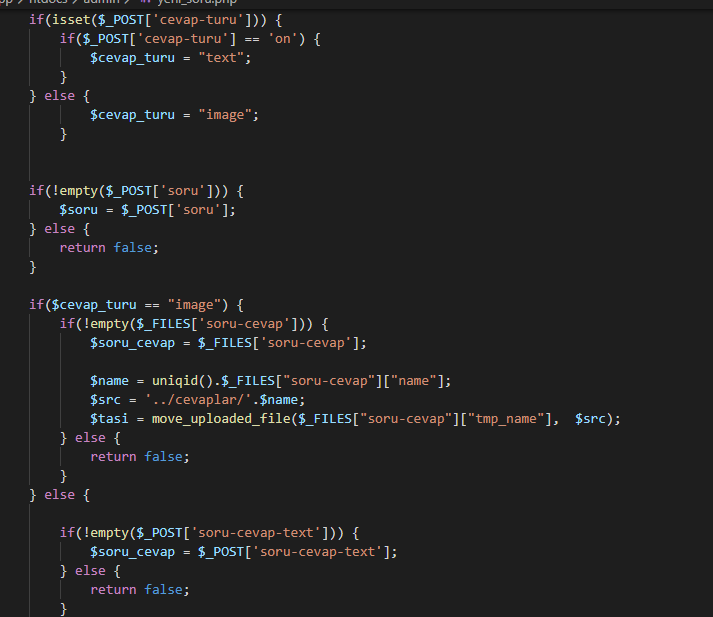 htdocs > admin > yeni_soru.php
if(isset($_POST['cevap-turu'])) {
if($_POST['cevap-turu'] == 'on') {
$cevap_turu = "text";
}
} else {
$cevap_turu = "image";
}
if(!empty($_POST['soru'])) {
$soru = $_POST['soru'];
} else {
return false;
}
if($cevap_turu == "image") {
if(!empty($_FILES['soru-cevap'])) {
$soru_cevap = $_FILES['soru-cevap'];
$name = uniqid().$_FILES["soru-cevap"]["name"];
$src = '../cevaplar/'.$name;
$tasi = move_uploaded_file($_FILES["soru-cevap"]["tmp_name"],  $src);
} else {
return false;
}
} else {
if(!empty($_POST['soru-cevap-text'])) {
$soru_cevap = $_POST['soru-cevap-text'];
} else {
return false;
}